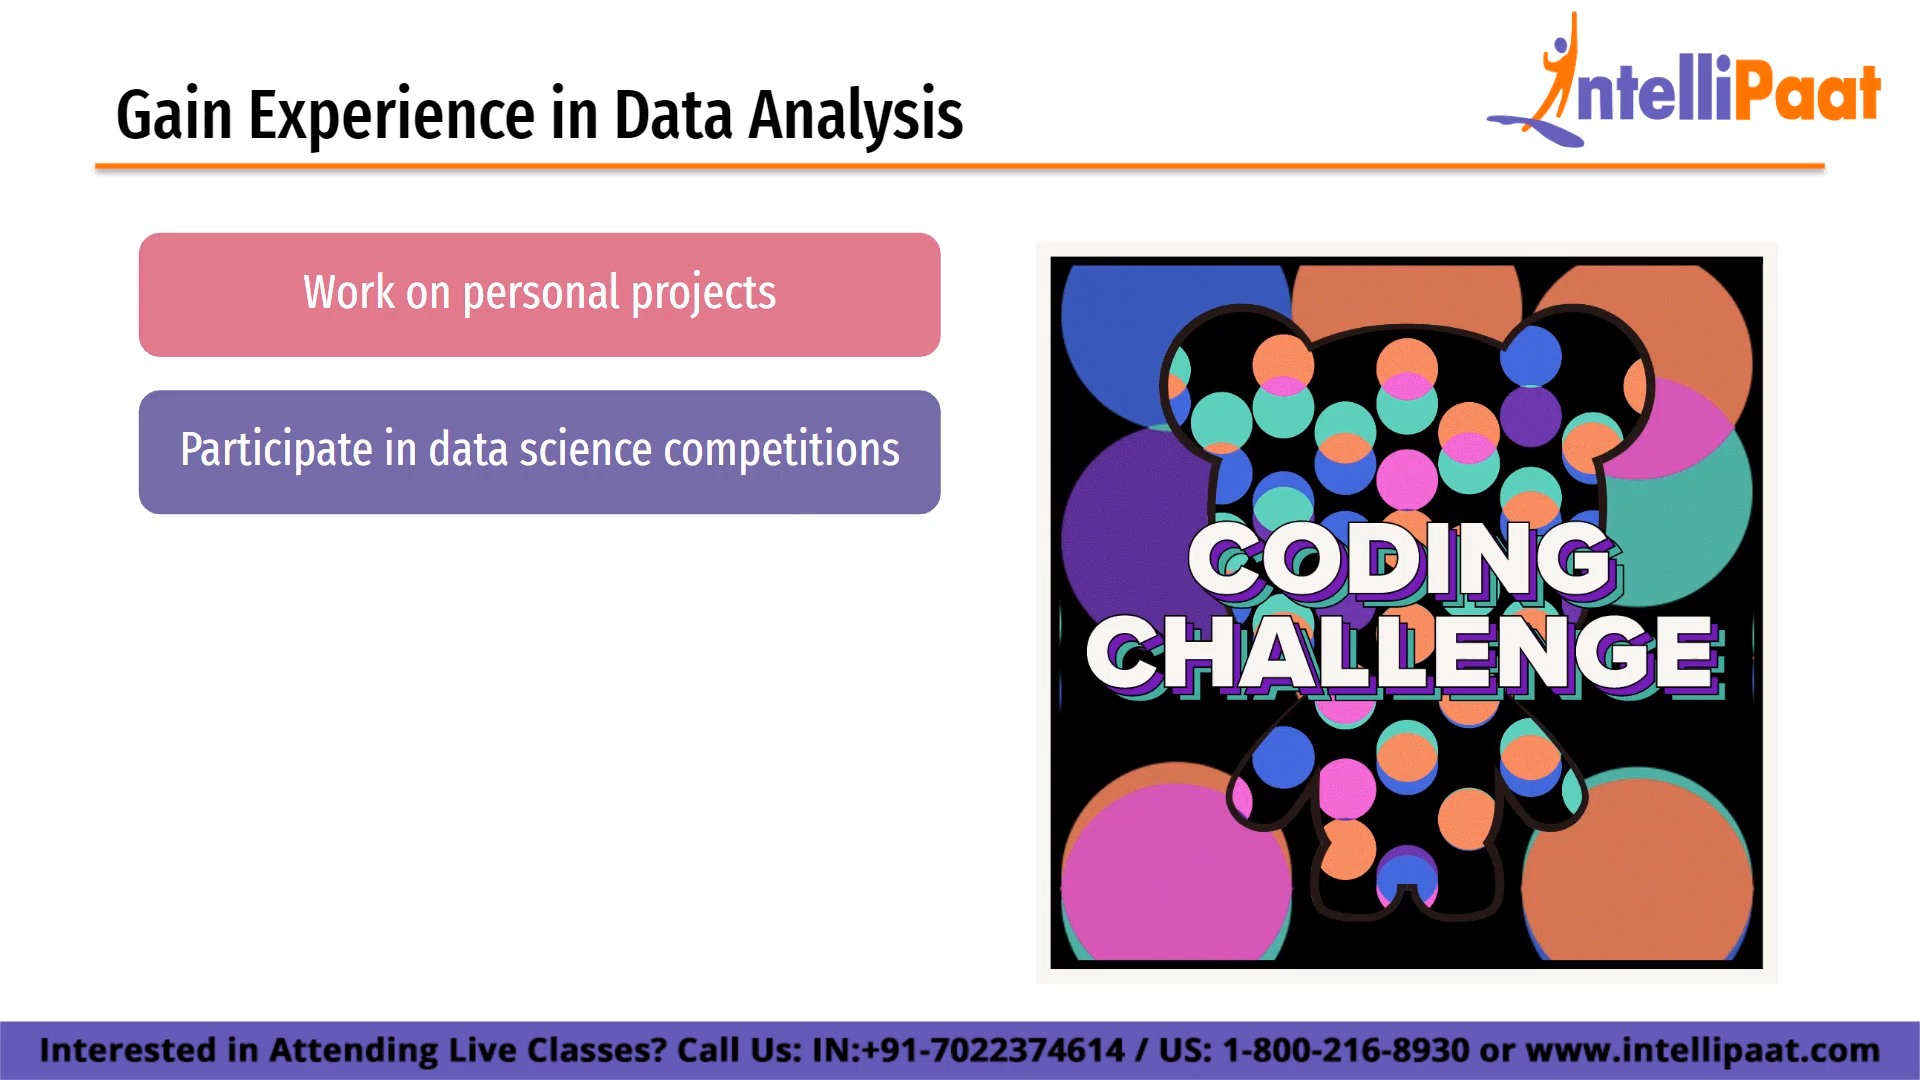 Gain Experience in Data Analysis
IntelliPaat
Work on personal projects
Participate in data science competitions
CODING
CHALLENGE
Interested in Attending Live Classes? Call Us: IN:+91-7022374614 / US: 1-800-216-8930 or www.intellipaat.com